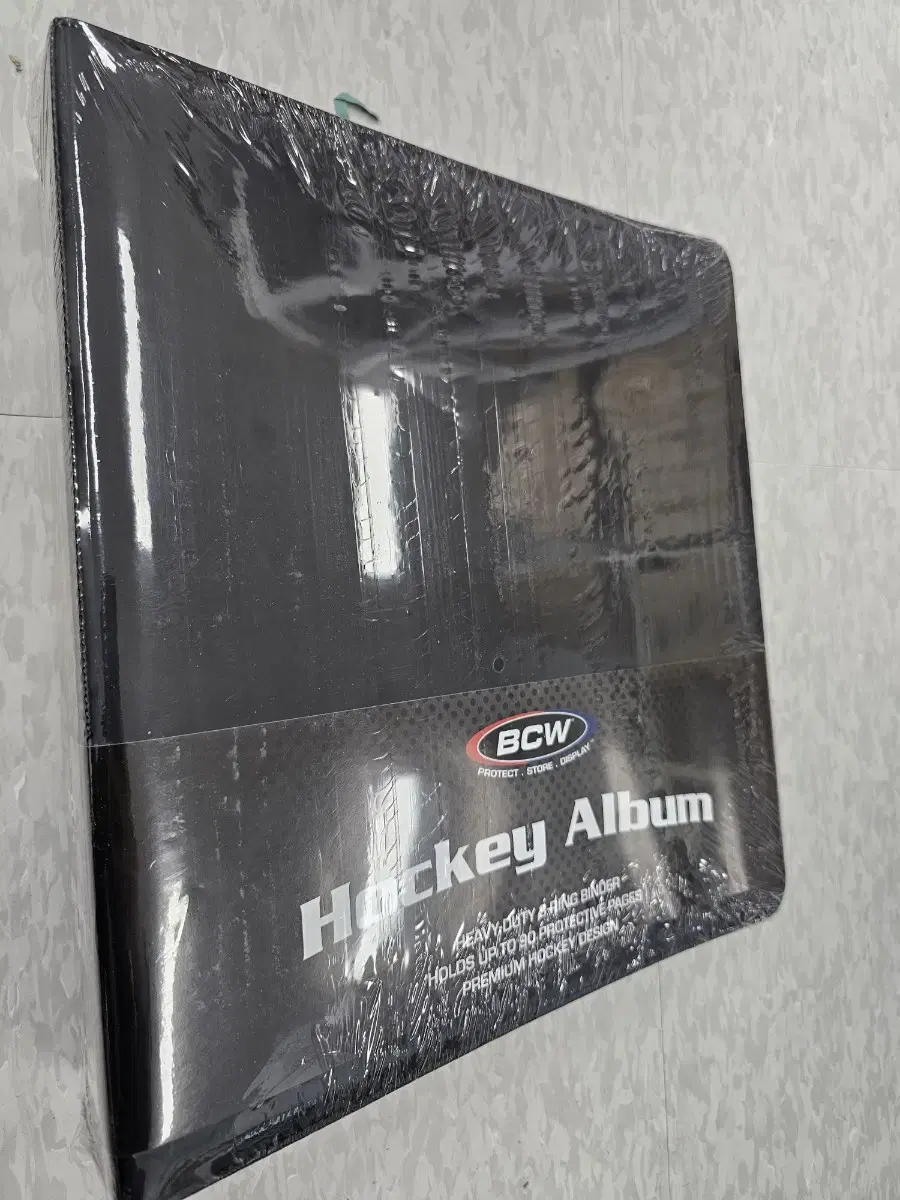 BCW
PROTECT . STORE . DISPLAY
Hockey Album
HEAVY DUTY 3-RING BINDER
HOLDS UP TO 90 PROTECTIVE PAGES
PREMIUM HOCKEY DESIGN